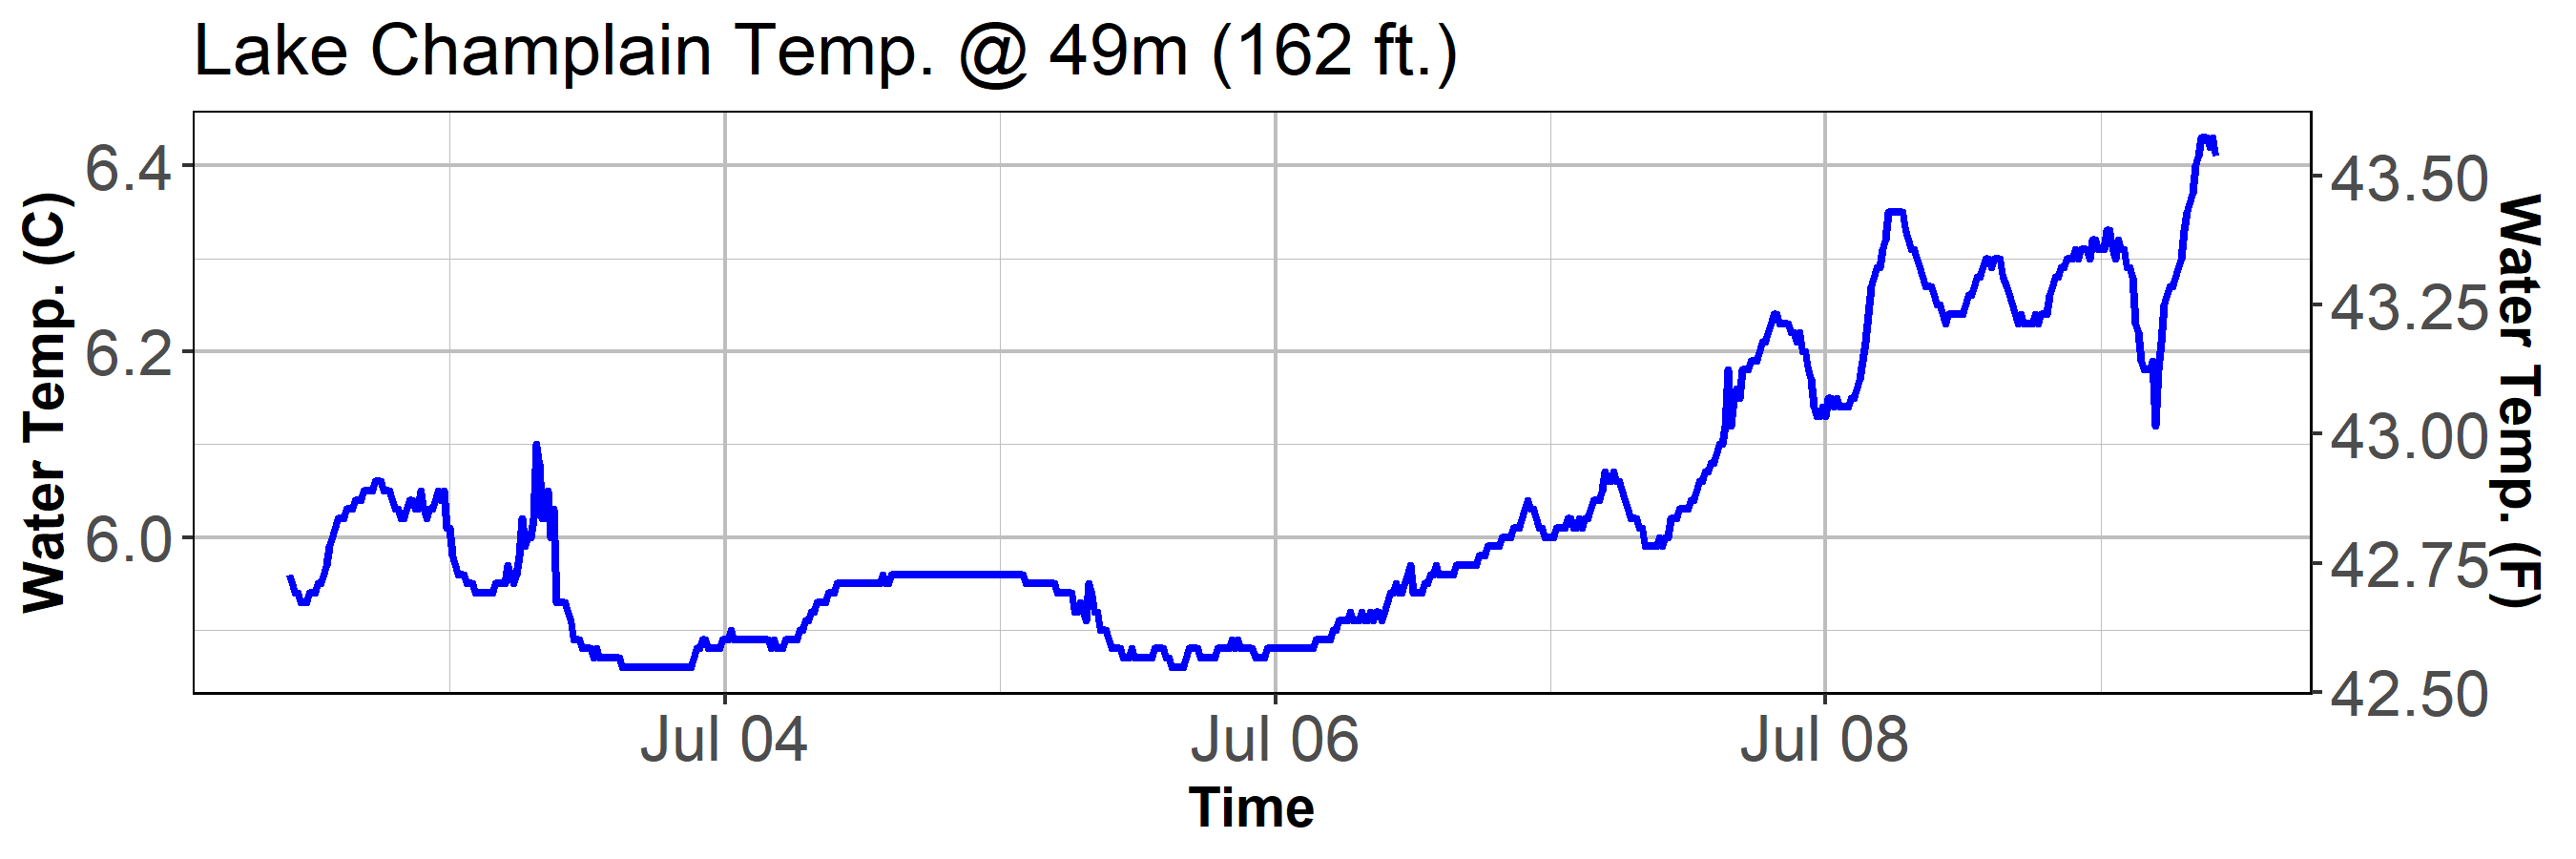 Lake Champlain Temp. @ 49m (162 ft.)
Water Temp. (C)
6.4
6.2
6.0
43.50
43.25
43.00
42.75
42.50
Water Temp. (F)
Jul 04 Jul 06 Jul 08
Time